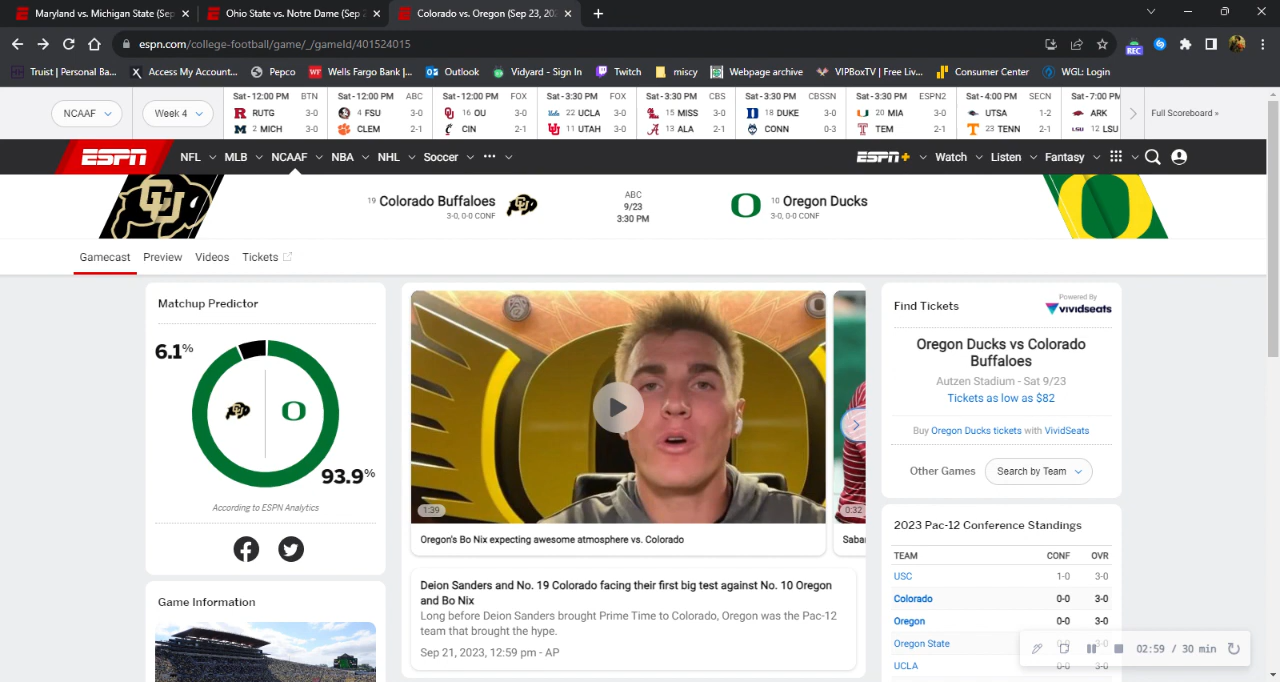 Maryland vs. Michigan State (Sep
Ohio State vs. Notre Dame (Sep 2
Colorado vs. Oregon (Sep 23, 202
espn.com/college-football/game/_/gameId/401524015
REC
Truist | Personal Ba...
Access My Account...
Pepco
Wells Fargo Bank |...
Outlook
Vidyard - Sign In
Twitch
miscy
Webpage archive
VIPBoxTV | Free Liv...
Consumer Center
WGL: Login
NCAAF
Week 4
Sat - 12:00 PM BTN
RUTG 3-0
2 MICH 3-0
Sat - 12:00 PM ABC
4 FSU 3-0
CLEM 2-1
Sat - 12:00 PM FOX
16 OU 3-0
CIN 2-1
Sat - 3:30 PM FOX
22 UCLA 3-0
11 UTAH 3-0
Sat - 3:30 PM CBS
15 MISS 3-0
13 ALA 2-1
Sat - 3:30 PM CBSSN
18 DUKE 3-0
CONN 0-3
Sat - 3:30 PM ESPN2
20 MIA 3-0
TEM 2-1
Sat - 4:00 PM SECN
UTSA 1-2
23 TENN 2-1
Sat - 7:00 PM
ARK
12 LSU
Full Scoreboard »
ESPN
NFL
MLB
NCAAF
NBA
NHL
Soccer
ESPN+
Watch
Listen
Fantasy
19 Colorado Buffaloes
3-0, 0-0 CONF
ABC
9/23
3:30 PM
10 Oregon Ducks
3-0, 0-0 CONF
Gamecast
Preview
Videos
Tickets
Matchup Predictor
6.1%
93.9%
According to ESPN Analytics
Game Information
1:39
Oregon's Bo Nix expecting awesome atmosphere vs. Colorado
0:32
Saba
Deion Sanders and No. 19 Colorado facing their first big test against No. 10 Oregon
and Bo Nix
Long before Deion Sanders brought Prime Time to Colorado, Oregon was the Pac-12
team that brought the hype.
Sep 21, 2023, 12:59 pm - AP
Find Tickets
Powered By
vividseats
Oregon Ducks vs Colorado
Buffaloes
Autzen Stadium - Sat 9/23
Tickets as low as $82
Buy Oregon Ducks tickets with VividSeats
Other Games
Search by Team
2023 Pac-12 Conference Standings
TEAM CONF OVR
USC 1-0 3-0
Colorado 0-0 3-0
Oregon 0-0 3-0
Oregon State 0-0 3-0
UCLA 0-0 3-0
02:59 / 30 min